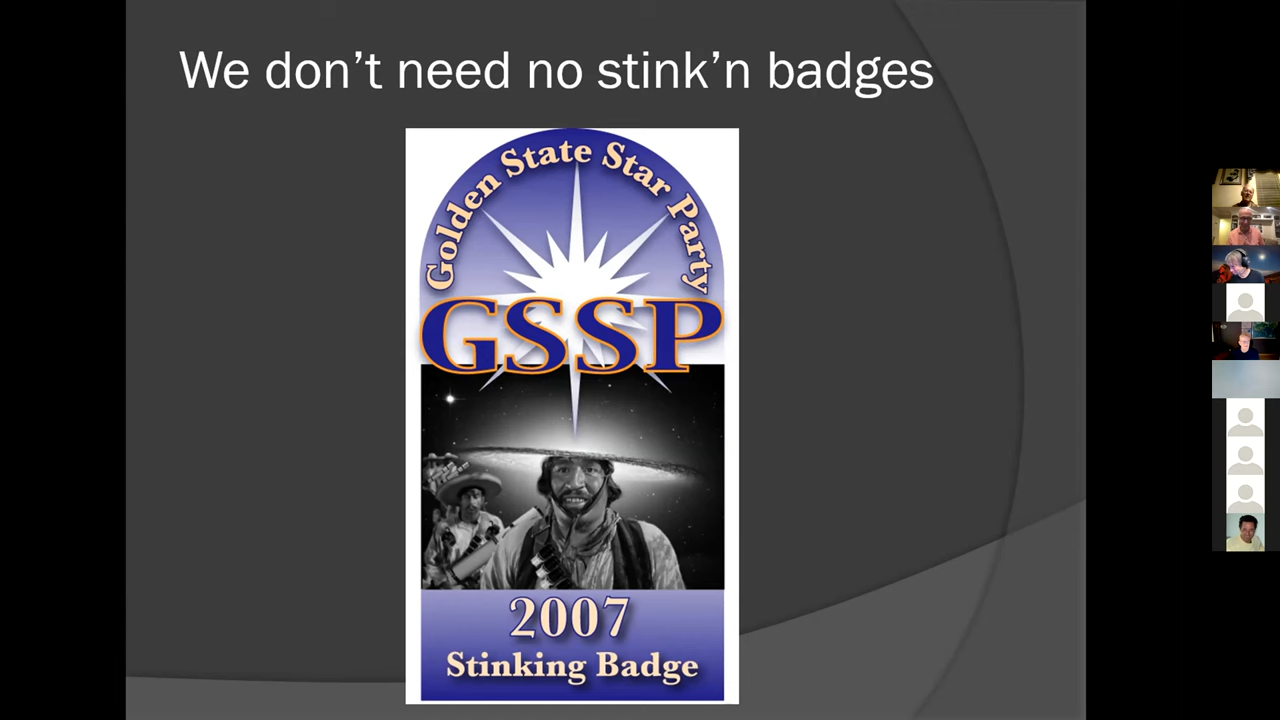 We don't need no stink'n badges
Golden State Star Party
GSSP
2007
Stinking Badge